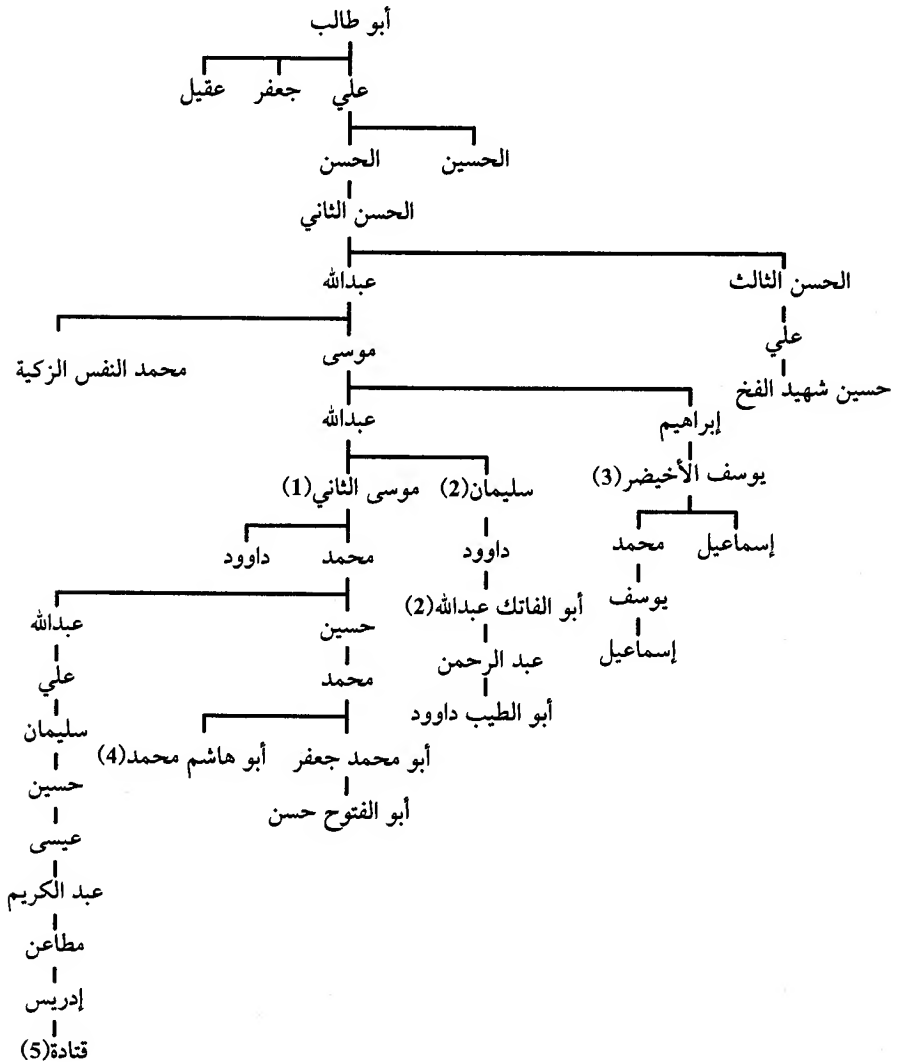 أبو طالب
علي جعفر عقيل
الحسين الحسن
الحسن الثاني
الحسن الثالث عبدالله
علي
موسى محمد النفس الزكية
حسين شهيد الفخ
إبراهيم عبدالله
يوسف الأخيضر(3) سليمان(2) موسى الثاني(1)
إسماعيل محمد داوود محمد داوود
يوسف أبو الفاتك عبدالله(2) حسين عبدالله
إسماعيل عبد الرحمن محمد علي
أبو الطيب داوود سليمان
أبو محمد جعفر أبو هاشم محمد(4)
حسين
أبو الفتوح حسن
عيسى
عبد الكريم
مطاعن
إدريس
قتادة(5)